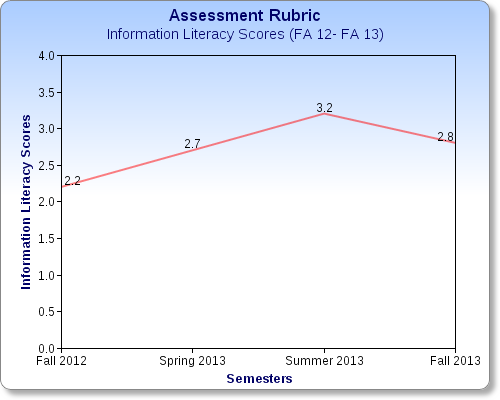 Assessment Rubric
Information Literacy Scores (FA 12- FA 13)
Information Literacy Scores
4.0
3.5
3.0
2.5
2.0
1.5
1.0
0.5
0.0
2.2
2.7
3.2
2.8
Fall 2012 Spring 2013 Summer 2013 Fall 2013
Semesters